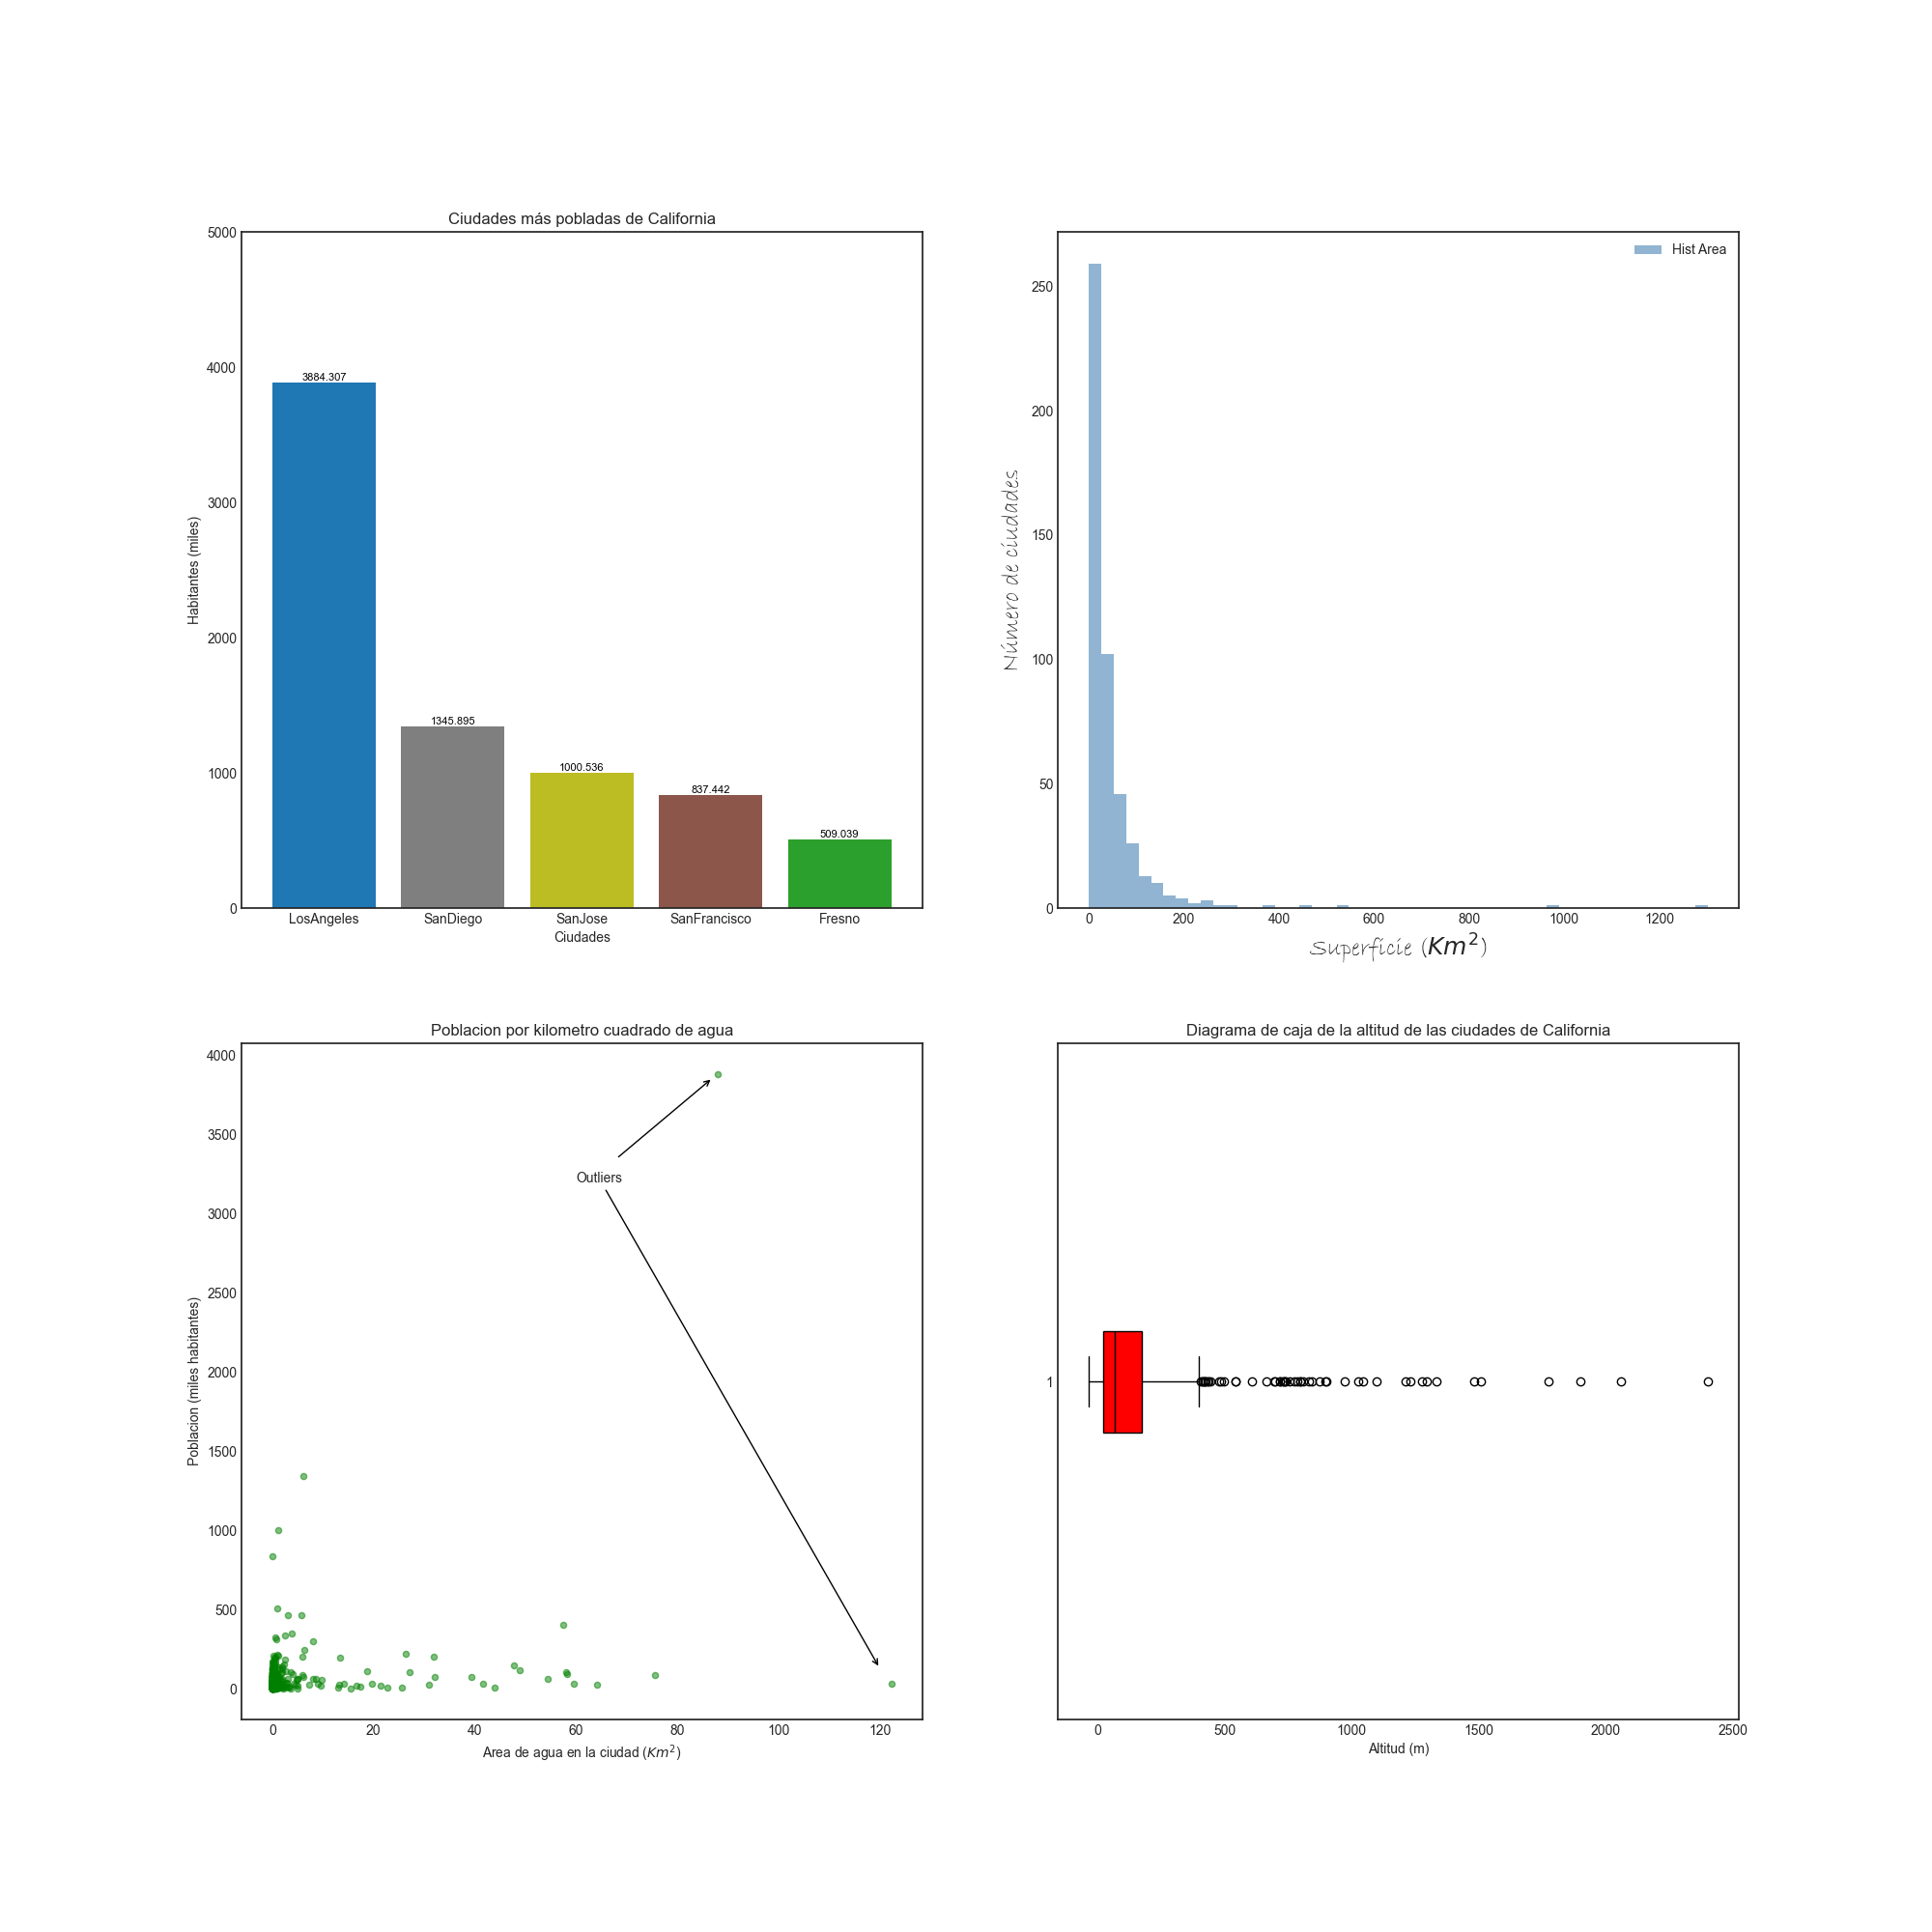 Ciudades más pobladas de California
5000
4000
3000
2000
1000
0
Habitantes (miles)
3884.307
1345.895
1000.536
837.442
509.039
LosAngeles SanDiego SanJose SanFrancisco Fresno
Ciudades
Hist Area
250
200
150
100
50
0
Número de ciudades
0 200 400 600 800 1000 1200
Superficie (Km²)
Poblacion por kilometro cuadrado de agua
4000
3500
3000
2500
2000
1500
1000
500
0
Poblacion (miles habitantes)
Outliers
0 20 40 60 80 100 120
Area de agua en la ciudad (Km²)
Diagrama de caja de la altitud de las ciudades de California
1
0 500 1000 1500 2000 2500
Altitud (m)